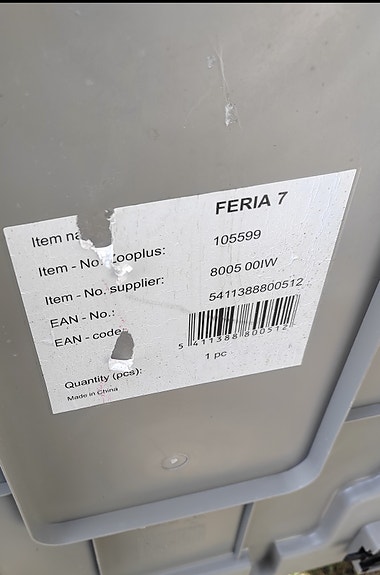 Item na FERIA 7
Item - No. zooplus: 105599
Item - No. supplier: 8005 00IW
EAN - No.: 5411388800512
EAN - code:
5 411388 800512
Quantity (pcs): 1 pc
Made in China